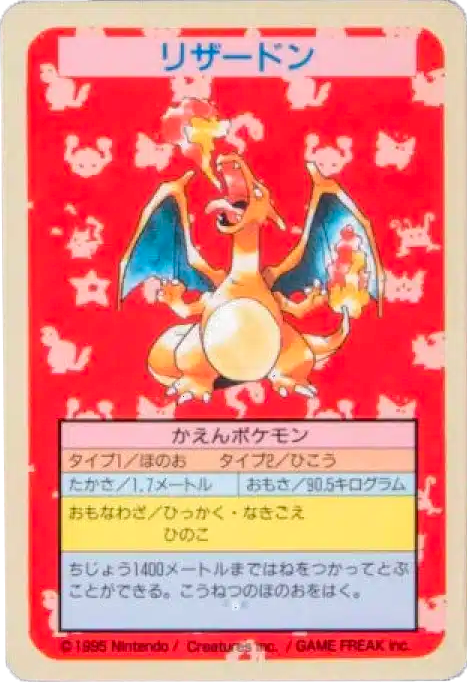 リザードン
かえんポケモン
タイプ1/ほのお タイプ2/ひこう
たかさ/1.7メートル おもさ/90.5キログラム
おもなわざ/ひっかく・なきごえ
ひのこ
ちじょう1400メートルまではねをつかってとぶ
ことができる。こうねつのほのおをはく。
©1995 Nintendo / Creatures inc. / GAME FREAK inc.